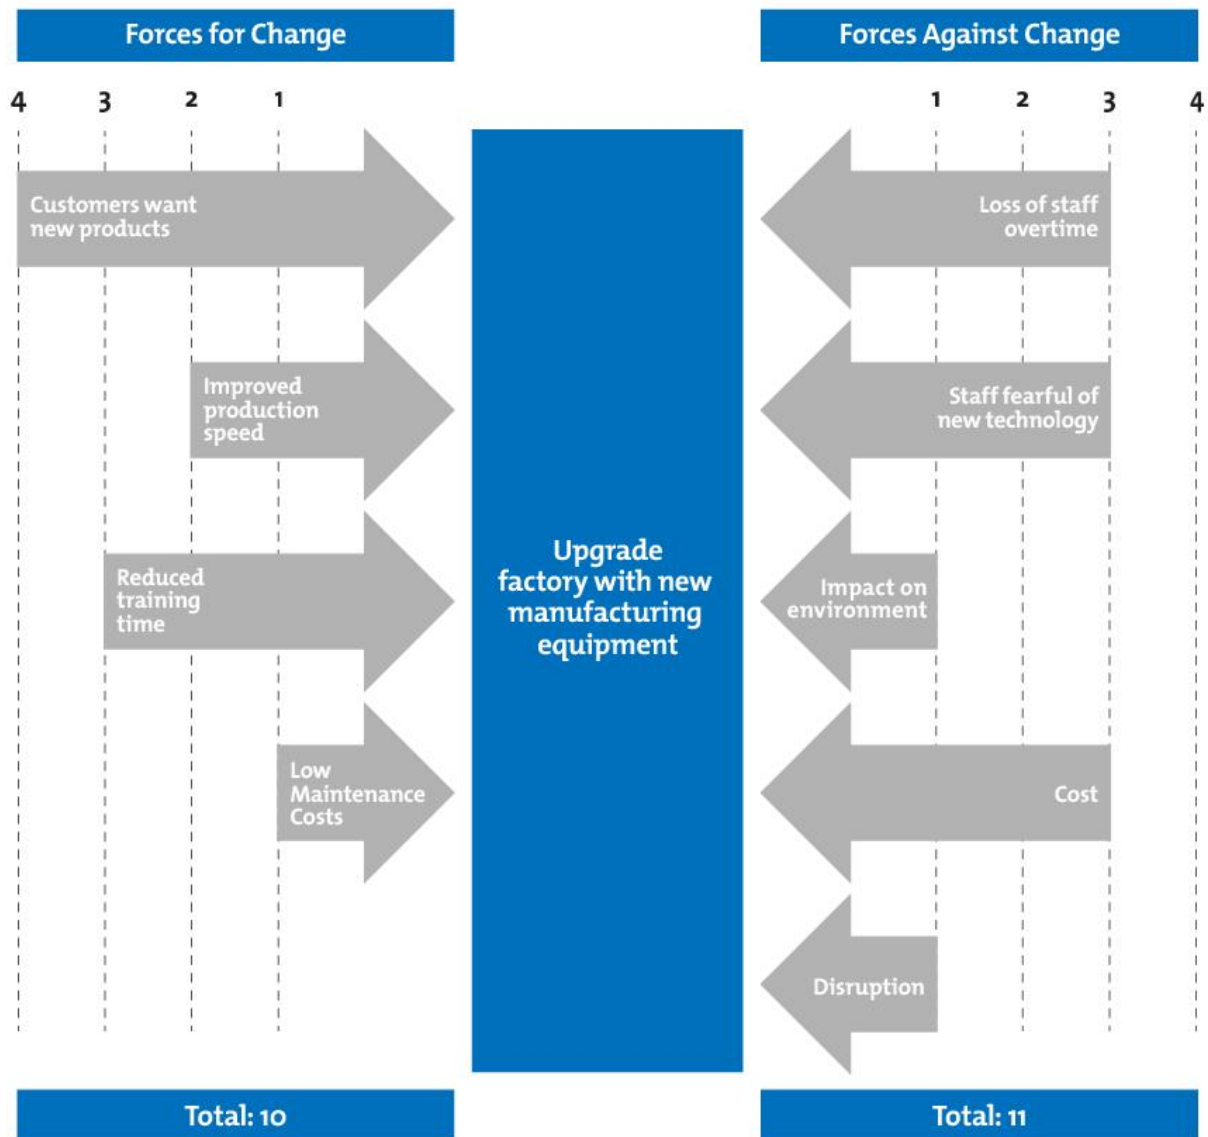 Forces for Change
Forces Against Change
4 3 2 1
1 2 3 4
Customers want
new products
Improved
production
speed
Reduced
training
time
Low
Maintenance
Costs
Upgrade
factory with new
manufacturing
equipment
Loss of staff
overtime
Staff fearful of
new technology
Impact on
environment
Cost
Disruption
Total: 10
Total: 11